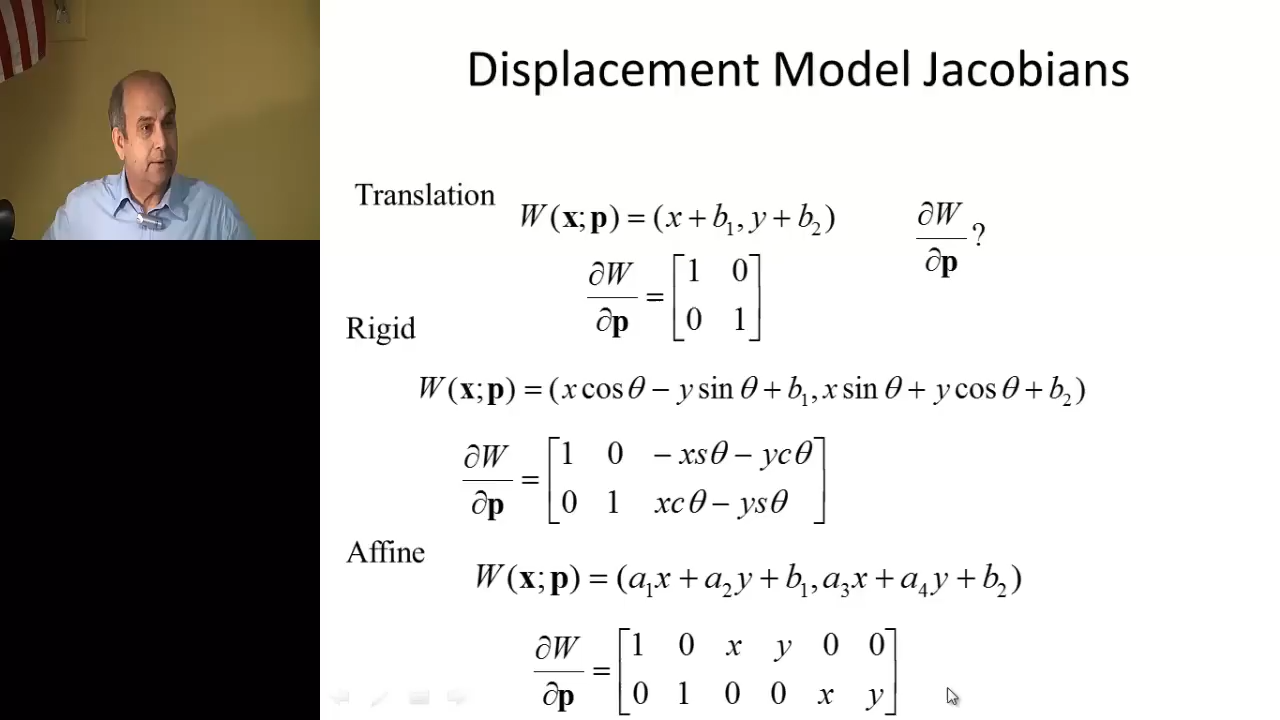 Displacement Model Jacobians
Translation
W(x;p) = (x + b₁, y + b₂)
∂W/∂p ?
∂W/∂p = [1 0; 0 1]
Rigid
W(x;p) = (x cos θ − y sin θ + b₁, x sin θ + y cos θ + b₂)
∂W/∂p = [1 0 −xsθ − ycθ; 0 1 xcθ − ysθ]
Affine
W(x;p) = (a₁x + a₂y + b₁, a₃x + a₄y + b₂)
∂W/∂p = [1 0 x y 0 0; 0 1 0 0 x y]